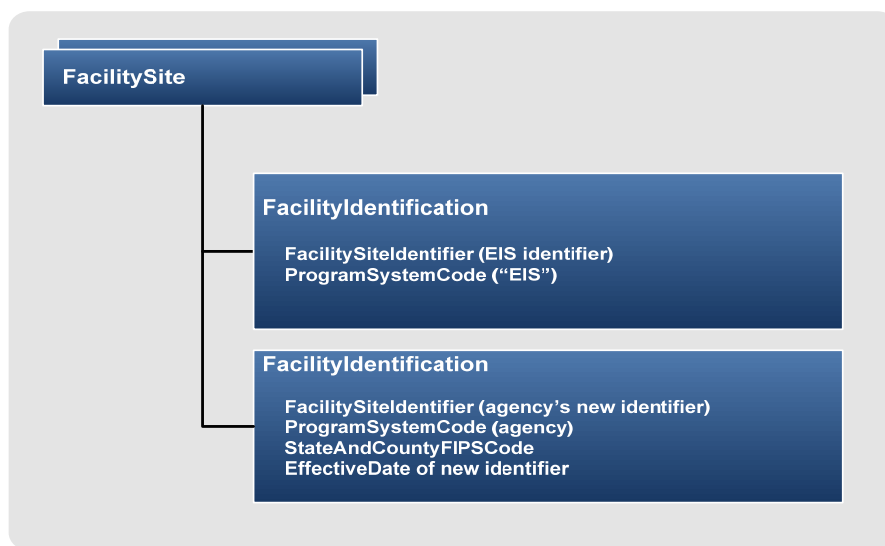 FacilitySite
FacilityIdentification
FacilitySiteIdentifier (EIS identifier)
ProgramSystemCode (“EIS”)
FacilityIdentification
FacilitySiteIdentifier (agency’s new identifier)
ProgramSystemCode (agency)
StateAndCountyFIPSCode
EffectiveDate of new identifier